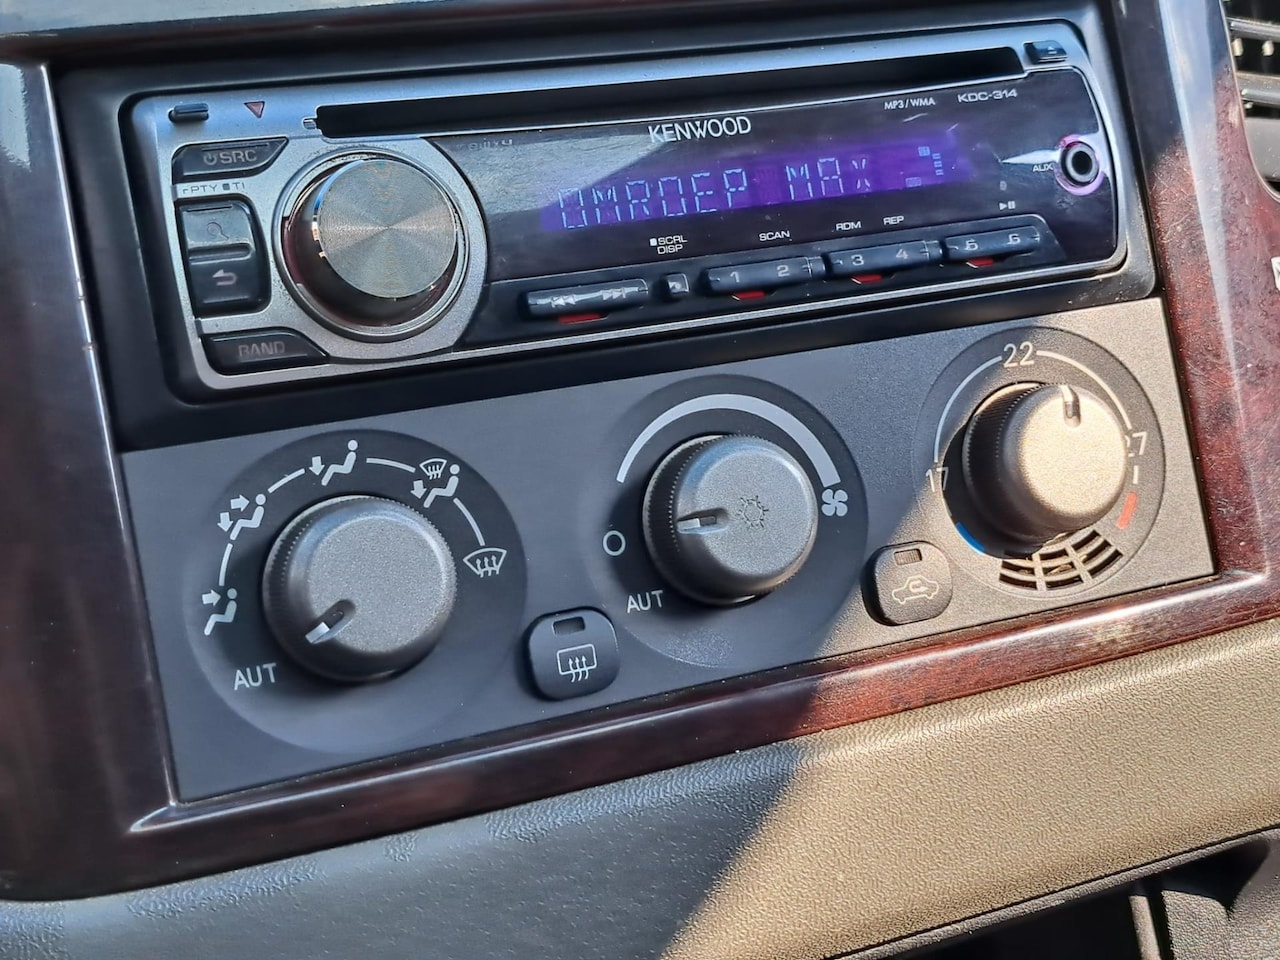 MP3/WMA KDC-314
KENWOOD
SRC
PTY TI
OMROEP MAX
AUX
SCRL
DISP
SCAN
RDM
REP
1 2 3 4 5 6
BAND
22
17
27
O
AUT
AUT